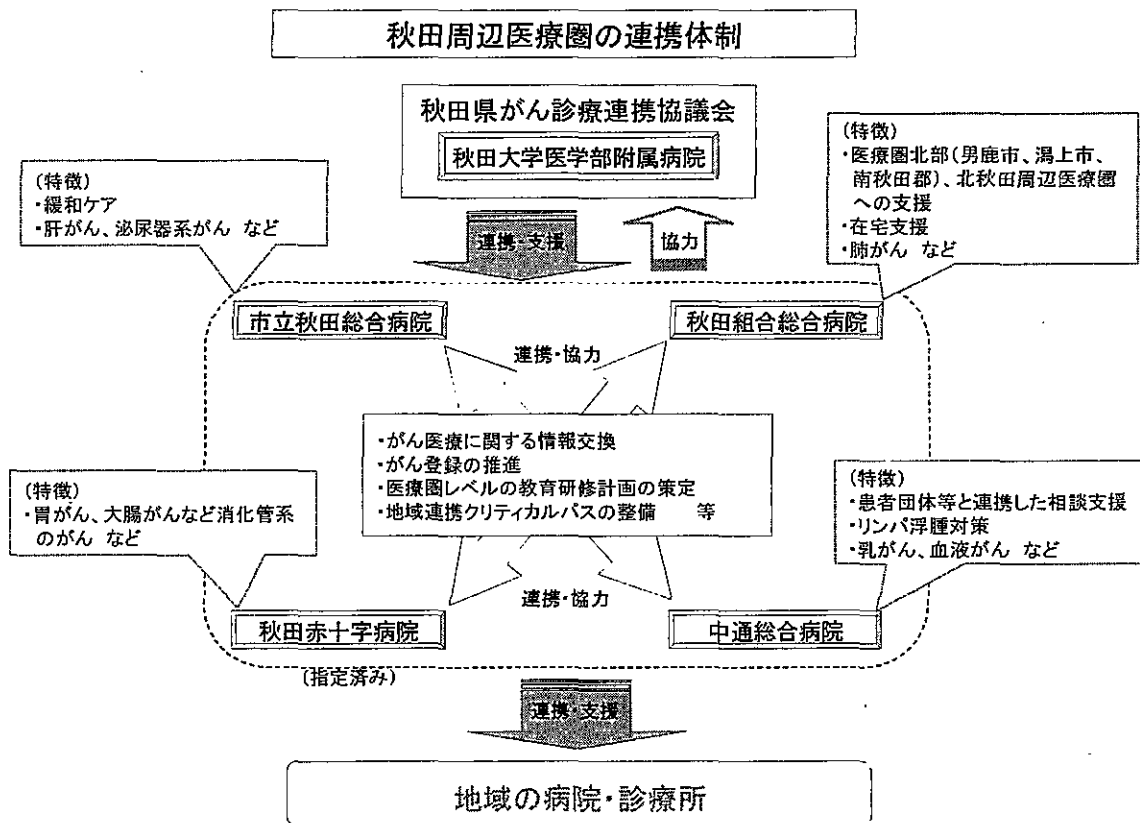 秋田周辺医療圏の連携体制
秋田県がん診療連携協議会
秋田大学医学部附属病院
(特徴)
・緩和ケア
・肝がん、泌尿器系がん など
(特徴)
・医療圏北部(男鹿市、潟上市、
南秋田郡)、北秋田周辺医療圏
への支援
・在宅支援
・肺がん など
連携・支援
協力
市立秋田総合病院
秋田組合総合病院
連携・協力
・がん医療に関する情報交換
・がん登録の推進
・医療圏レベルの教育研修計画の策定
・地域連携クリティカルパスの整備 等
(特徴)
・胃がん、大腸がんなど消化管系
のがん など
(特徴)
・患者団体等と連携した相談支援
・リンパ浮腫対策
・乳がん、血液がん など
連携・協力
秋田赤十字病院
中通総合病院
(指定済み)
連携・支援
地域の病院・診療所